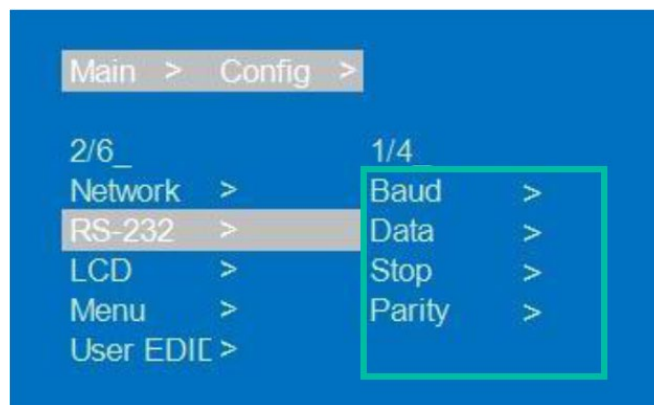 Main > Config >
2/6_ 1/4_
Network > Baud >
RS-232 > Data >
LCD > Stop >
Menu > Parity >
User EDI[ >